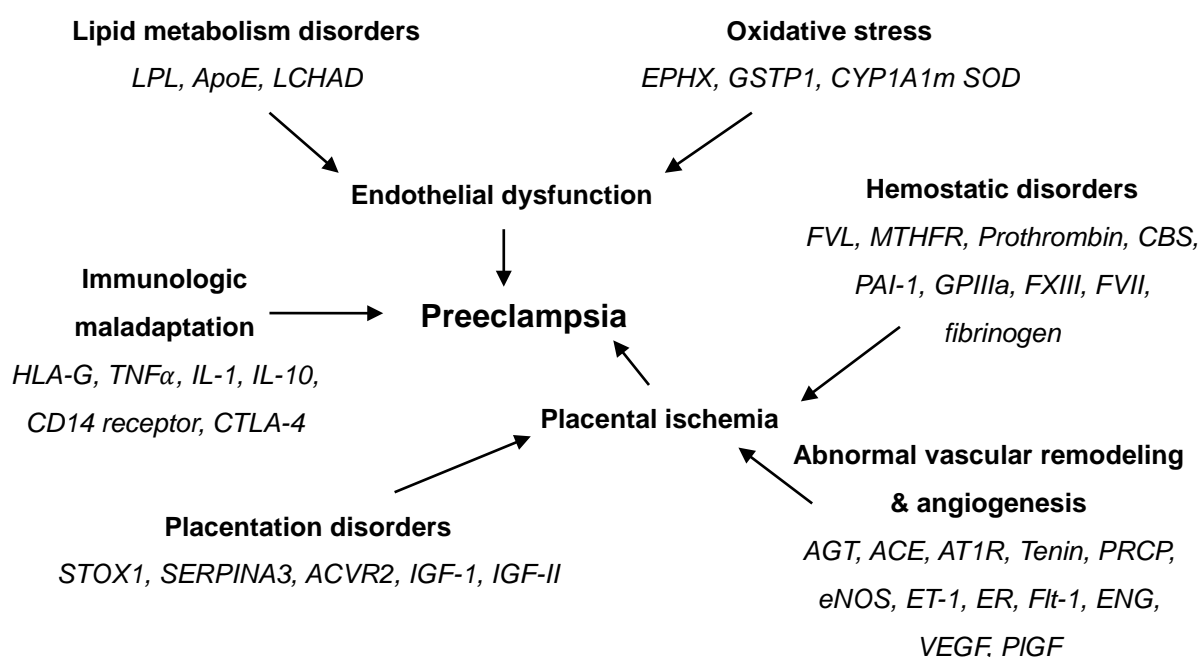 Lipid metabolism disorders
LPL, ApoE, LCHAD
Oxidative stress
EPHX, GSTP1, CYP1A1m SOD
Endothelial dysfunction
Hemostatic disorders
FVL, MTHFR, Prothrombin, CBS,
PAI-1, GPIIIa, FXIII, FVII,
fibrinogen
Immunologic
maladaptation
HLA-G, TNFα, IL-1, IL-10,
CD14 receptor, CTLA-4
Preeclampsia
Placental ischemia
Abnormal vascular remodeling
& angiogenesis
AGT, ACE, AT1R, Tenin, PRCP,
eNOS, ET-1, ER, Flt-1, ENG,
VEGF, PlGF
Placentation disorders
STOX1, SERPINA3, ACVR2, IGF-1, IGF-II